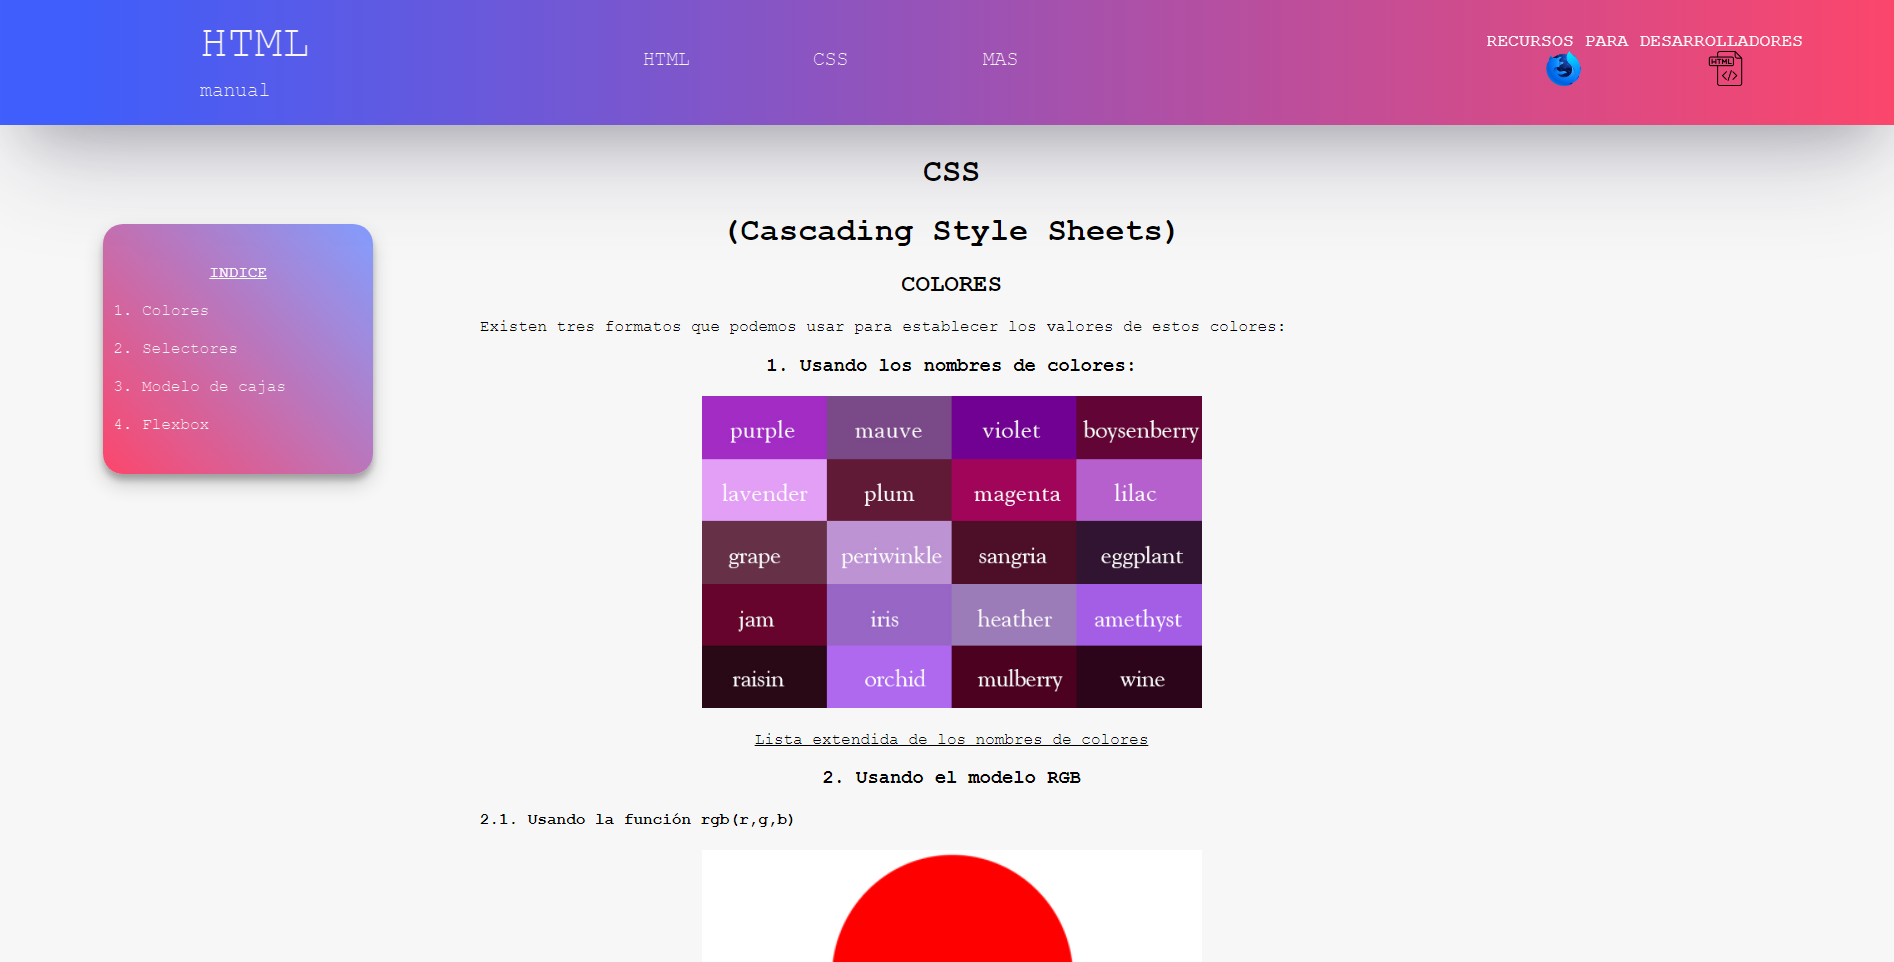 HTML
manual
HTML CSS MAS
RECURSOS PARA DESARROLLADORES
HTML
</>
CSS
(Cascading Style Sheets)
INDICE
1. Colores
2. Selectores
3. Modelo de cajas
4. Flexbox
COLORES
Existen tres formatos que podemos usar para establecer los valores de estos colores:
1. Usando los nombres de colores:
purple mauve violet boysenberry
lavender plum magenta lilac
grape periwinkle sangria eggplant
jam iris heather amethyst
raisin orchid mulberry wine
Lista extendida de los nombres de colores
2. Usando el modelo RGB
2.1. Usando la función rgb(r,g,b)